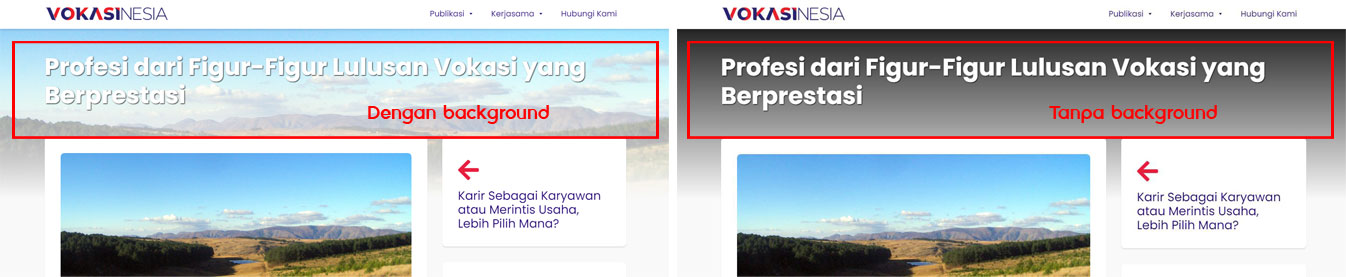 VOKASINESIA
Publikasi
Kerjasama
Hubungi Kami
Profesi dari Figur-Figur Lulusan Vokasi yang
Berprestasi
Dengan background
Karir Sebagai Karyawan
atau Merintis Usaha,
Lebih Pilih Mana?
VOKASINESIA
Publikasi
Kerjasama
Hubungi Kami
Profesi dari Figur-Figur Lulusan Vokasi yang
Berprestasi
Tanpa background
Karir Sebagai Karyawan
atau Merintis Usaha,
Lebih Pilih Mana?